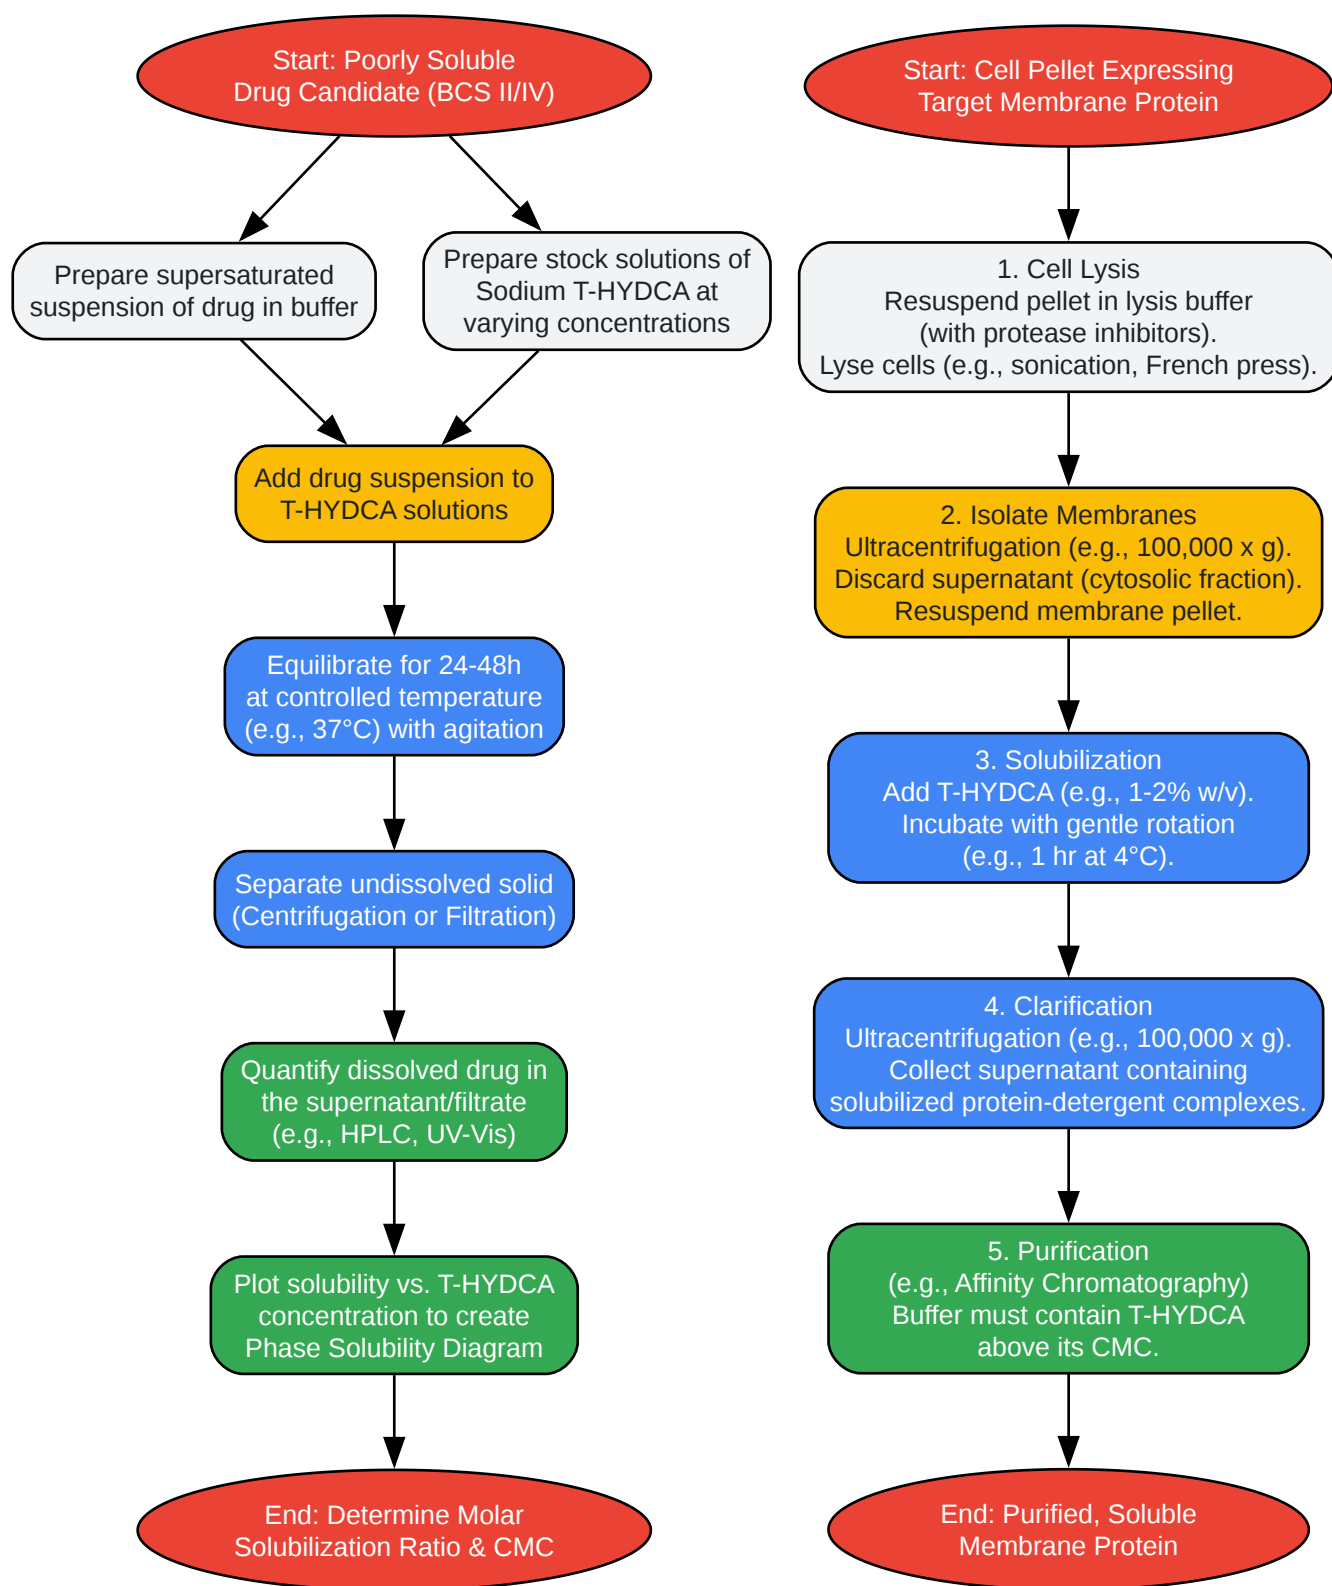 Start: Poorly Soluble
Drug Candidate (BCS II/IV)
Prepare supersaturated
suspension of drug in buffer
Prepare stock solutions of
Sodium T-HYDCA at
varying concentrations
Add drug suspension to
T-HYDCA solutions
Equilibrate for 24-48h
at controlled temperature
(e.g., 37°C) with agitation
Separate undissolved solid
(Centrifugation or Filtration)
Quantify dissolved drug in
the supernatant/filtrate
(e.g., HPLC, UV-Vis)
Plot solubility vs. T-HYDCA
concentration to create
Phase Solubility Diagram
End: Determine Molar
Solubilization Ratio & CMC
Start: Cell Pellet Expressing
Target Membrane Protein
1. Cell Lysis
Resuspend pellet in lysis buffer
(with protease inhibitors).
Lyse cells (e.g., sonication, French press).
2. Isolate Membranes
Ultracentrifugation (e.g., 100,000 x g).
Discard supernatant (cytosolic fraction).
Resuspend membrane pellet.
3. Solubilization
Add T-HYDCA (e.g., 1-2% w/v).
Incubate with gentle rotation
(e.g., 1 hr at 4°C).
4. Clarification
Ultracentrifugation (e.g., 100,000 x g).
Collect supernatant containing
solubilized protein-detergent complexes.
5. Purification
(e.g., Affinity Chromatography)
Buffer must contain T-HYDCA
above its CMC.
End: Purified, Soluble
Membrane Protein